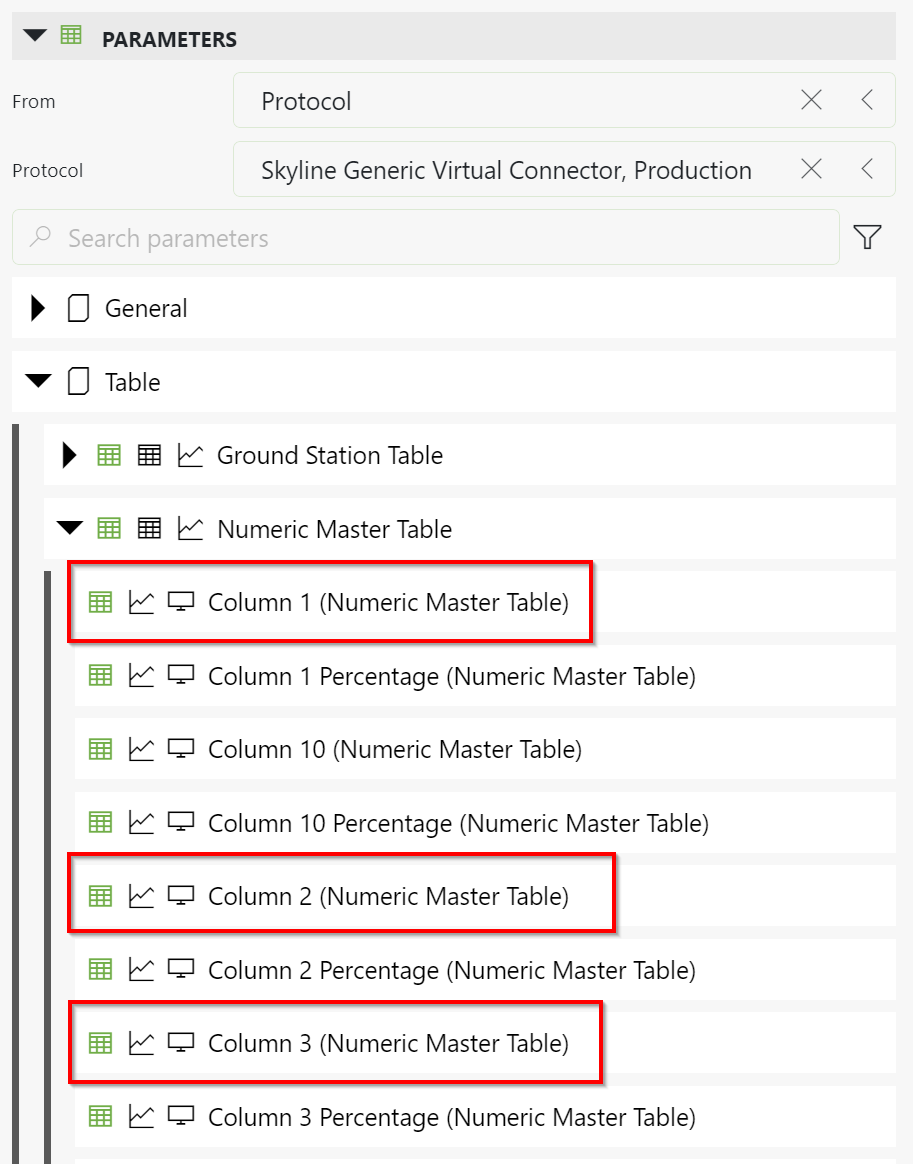 PARAMETERS
From
Protocol
Protocol
Skyline Generic Virtual Connector, Production
Search parameters
General
Table
Ground Station Table
Numeric Master Table
Column 1 (Numeric Master Table)
Column 1 Percentage (Numeric Master Table)
Column 10 (Numeric Master Table)
Column 10 Percentage (Numeric Master Table)
Column 2 (Numeric Master Table)
Column 2 Percentage (Numeric Master Table)
Column 3 (Numeric Master Table)
Column 3 Percentage (Numeric Master Table)